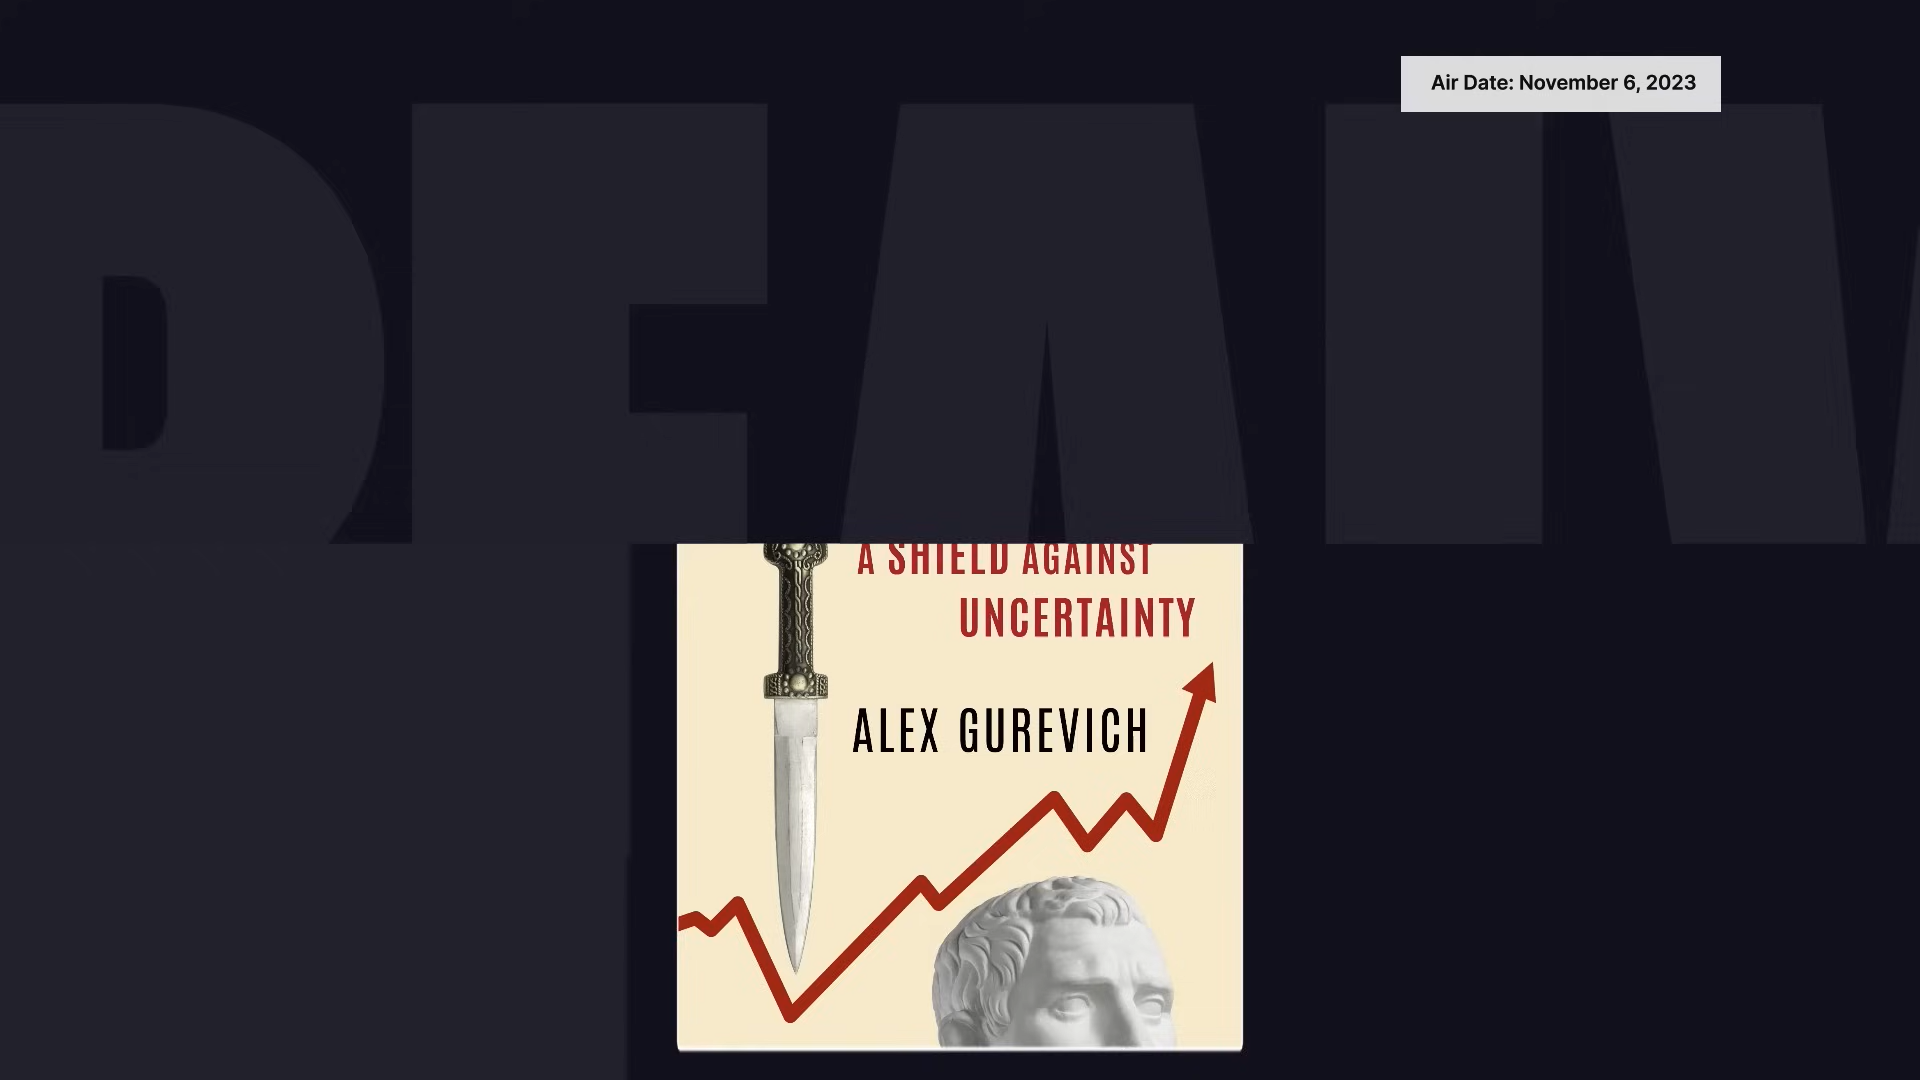 Air Date: November 6, 2023
A SHIELD AGAINST
UNCERTAINTY
ALEX GUREVICH